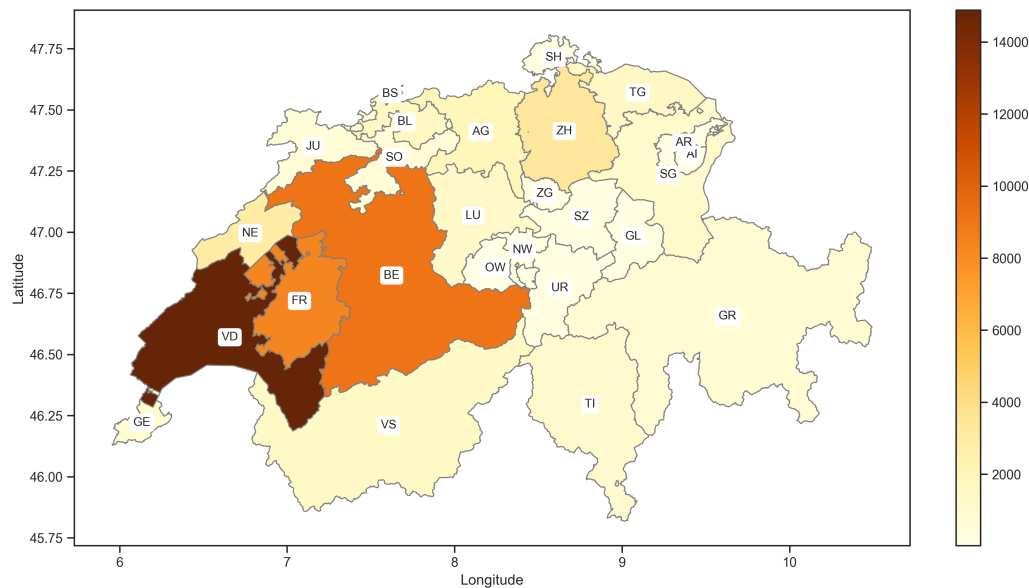 47.75
47.50
47.25
47.00
46.75
46.50
46.25
46.00
45.75
Latitude
6
7
8
9
10
Longitude
SH
BS
TG
BL
AG
ZH
JU
SO
AR
AI
SG
ZG
LU
SZ
NE
GL
NW
OW
BE
UR
FR
GR
VD
TI
GE
VS
14000
12000
10000
8000
6000
4000
2000